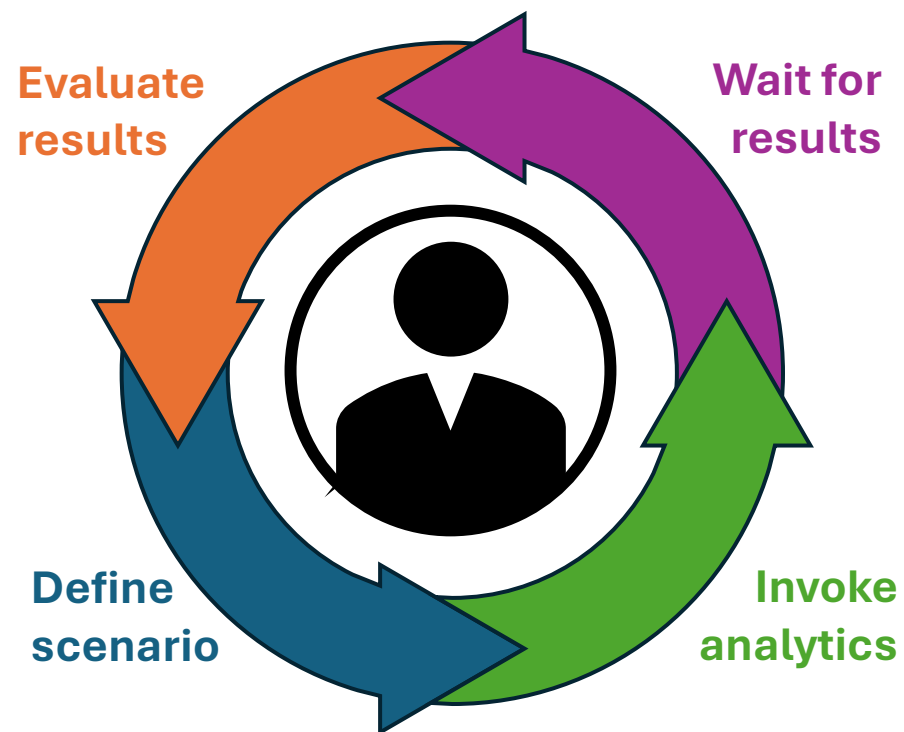 Evaluate
results
Wait for
results
Define
scenario
Invoke
analytics